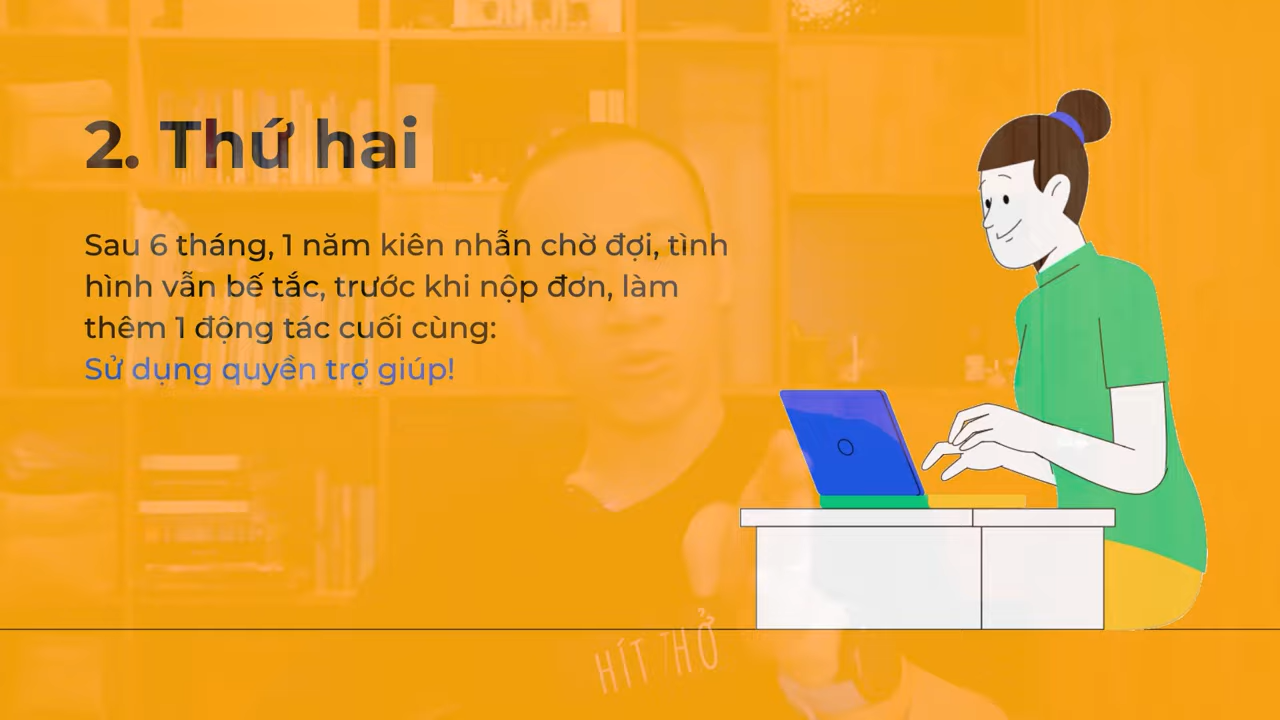 2. Thứ hai
Sau 6 tháng, 1 năm kiên nhẫn chờ đợi, tình
hình vẫn bế tắc, trước khi nộp đơn, làm
thêm 1 động tác cuối cùng:
Sử dụng quyền trợ giúp!
HÍT THỞ